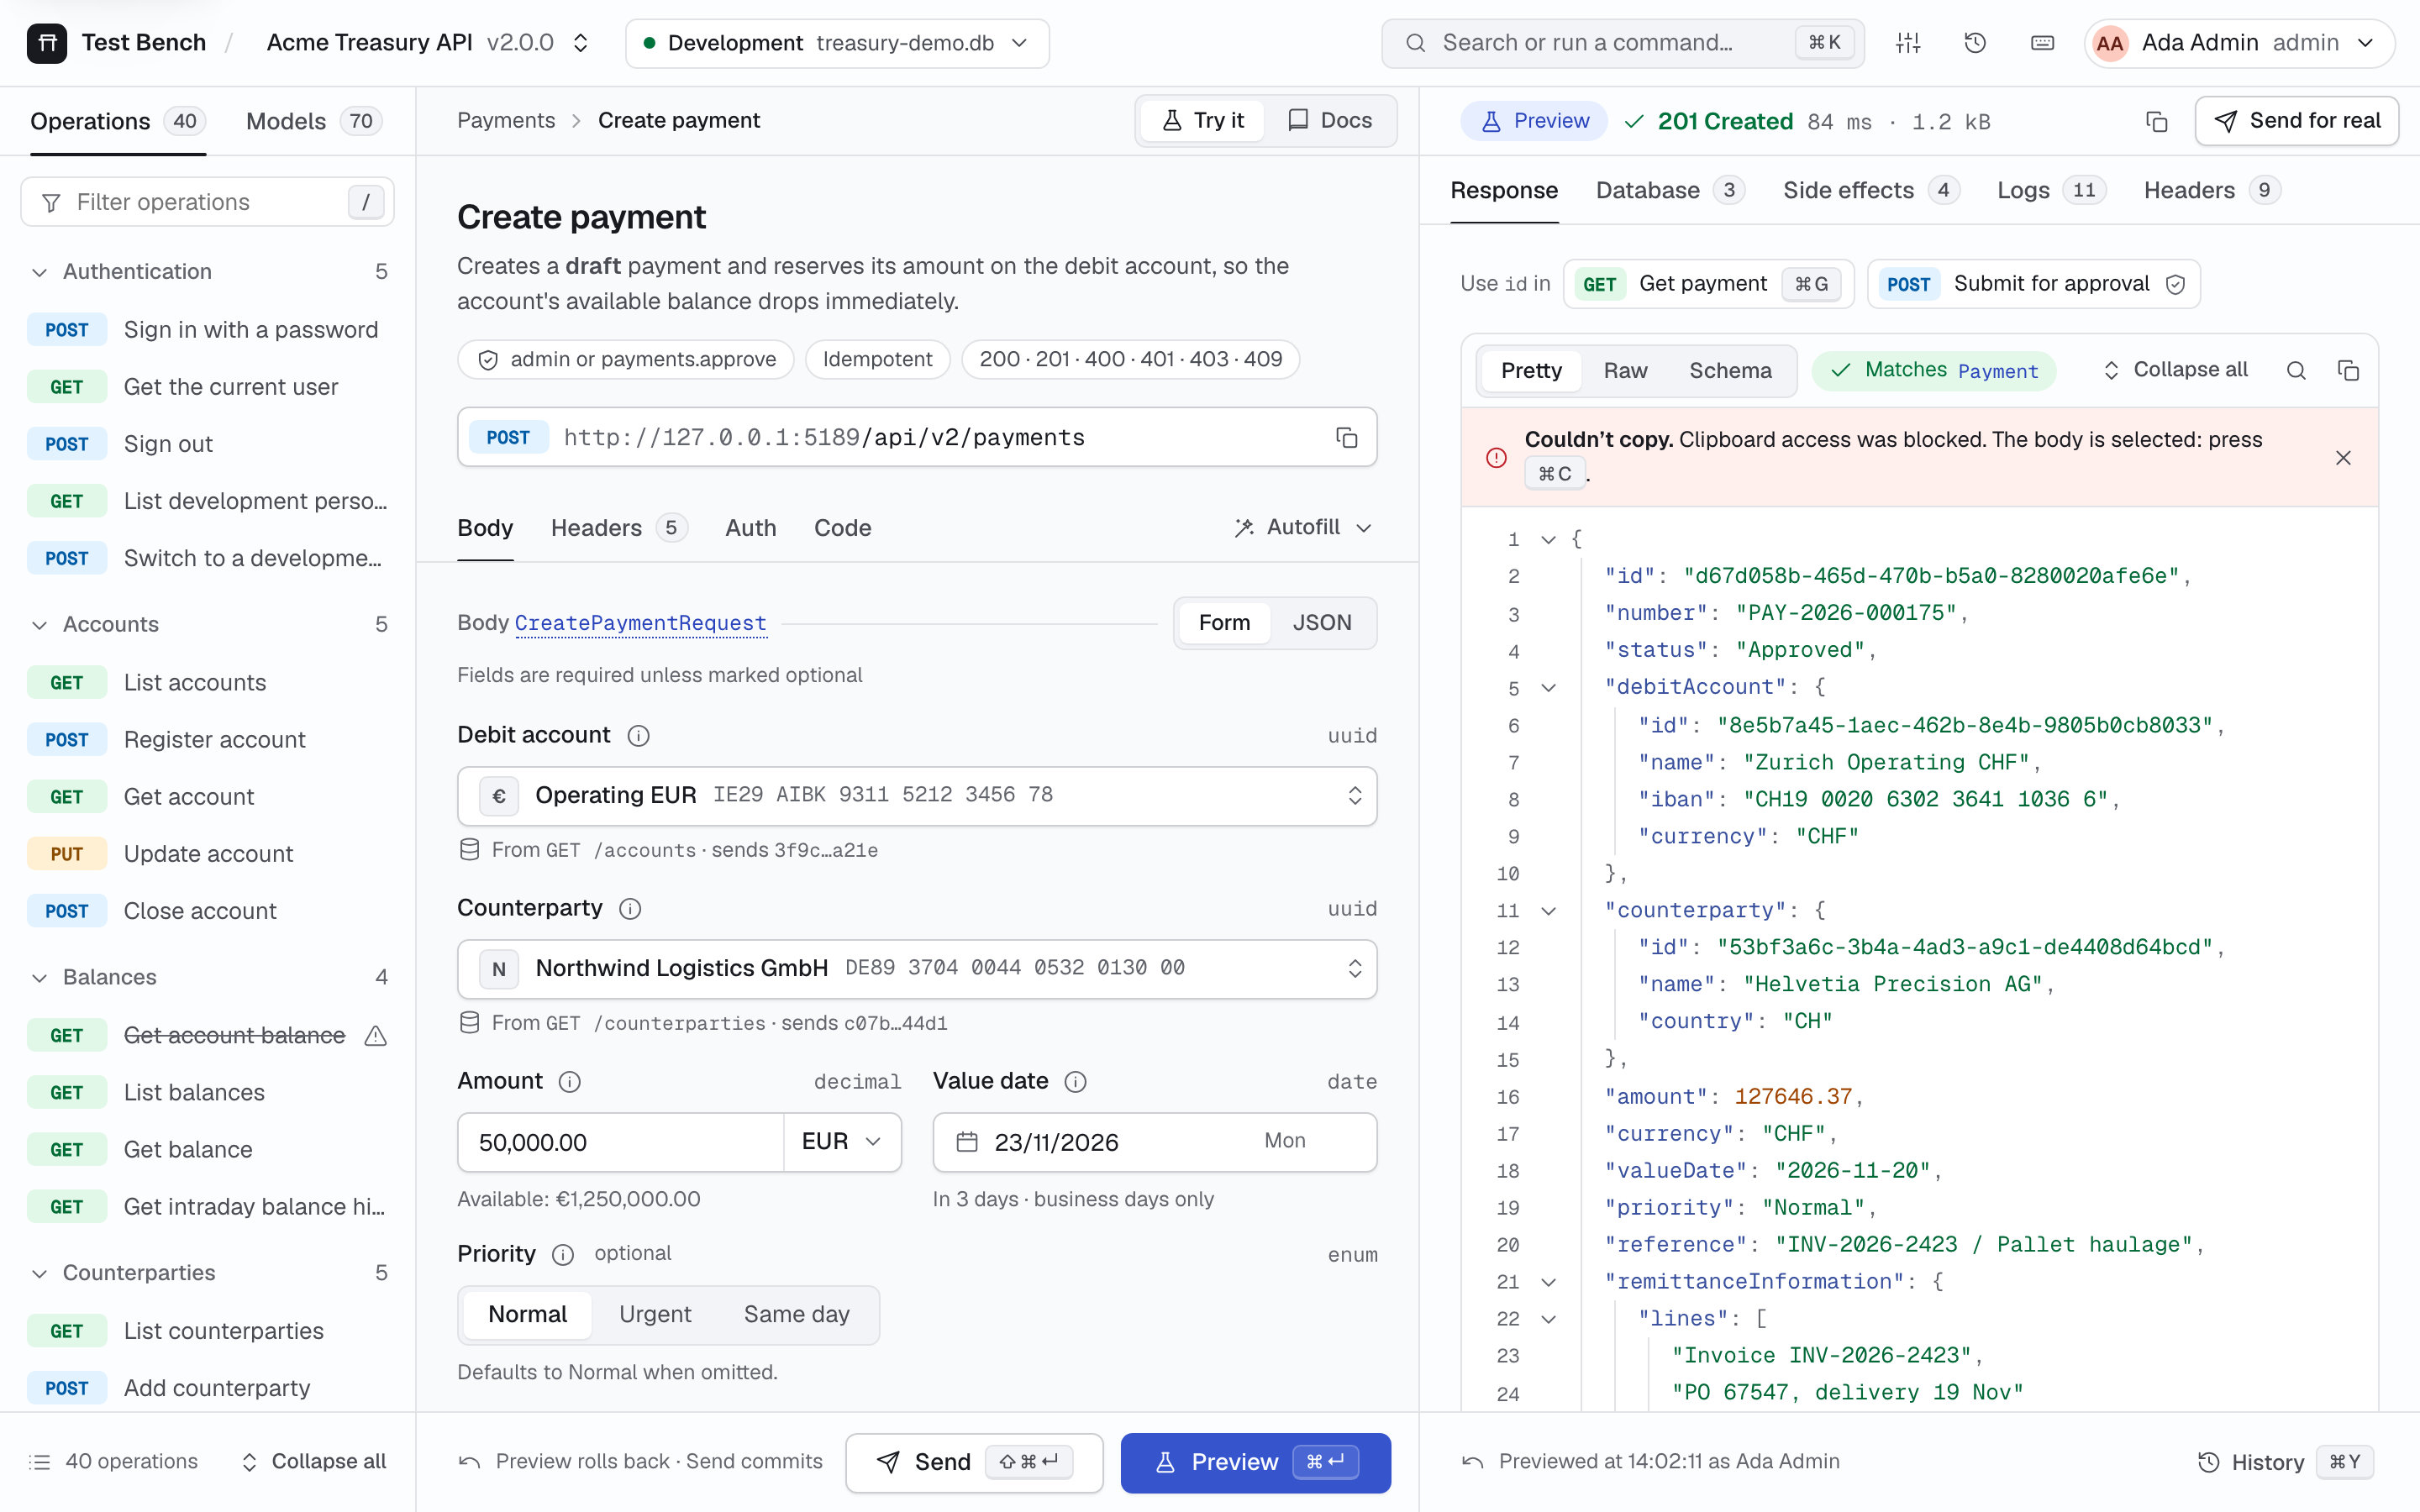 Test Bench / Acme Treasury API v2.0.0
Development treasury-demo.db
Search or run a command... ⌘K
AA Ada Admin admin
Operations 40 Models 70
Filter operations /
Authentication 5
POST Sign in with a password
GET Get the current user
POST Sign out
GET List development perso...
POST Switch to a developme...
Accounts 5
GET List accounts
POST Register account
GET Get account
PUT Update account
POST Close account
Balances 4
GET Get account balance
GET List balances
GET Get balance
GET Get intraday balance hi...
Counterparties 5
GET List counterparties
POST Add counterparty
40 operations Collapse all
Payments > Create payment
Try it Docs
Create payment
Creates a draft payment and reserves its amount on the debit account, so the
account's available balance drops immediately.
admin or payments.approve Idempotent 200 · 201 · 400 · 401 · 403 · 409
POST http://127.0.0.1:5189/api/v2/payments
Body Headers 5 Auth Code Autofill
Body CreatePaymentRequest Form JSON
Fields are required unless marked optional
Debit account uuid
€ Operating EUR IE29 AIBK 9311 5212 3456 78
From GET /accounts · sends 3f9c…a21e
Counterparty uuid
N Northwind Logistics GmbH DE89 3704 0044 0532 0130 00
From GET /counterparties · sends c07b…44d1
Amount decimal Value date date
50,000.00 EUR 23/11/2026 Mon
Available: €1,250,000.00 In 3 days · business days only
Priority optional enum
Normal Urgent Same day
Defaults to Normal when omitted.
Preview rolls back · Send commits Send ⇧⌘↵ Preview ⌘↵
Preview 201 Created 84 ms · 1.2 kB Send for real
Response Database 3 Side effects 4 Logs 11 Headers 9
Use id in GET Get payment ⌘G POST Submit for approval
Pretty Raw Schema Matches Payment Collapse all
Couldn’t copy. Clipboard access was blocked. The body is selected: press
⌘C.
1 {
2 "id": "d67d058b-465d-470b-b5a0-8280020afe6e",
3 "number": "PAY-2026-000175",
4 "status": "Approved",
5 "debitAccount": {
6 "id": "8e5b7a45-1aec-462b-8e4b-9805b0cb8033",
7 "name": "Zurich Operating CHF",
8 "iban": "CH19 0020 6302 3641 1036 6",
9 "currency": "CHF"
10 },
11 "counterparty": {
12 "id": "53bf3a6c-3b4a-4ad3-a9c1-de4408d64bcd",
13 "name": "Helvetia Precision AG",
14 "country": "CH"
15 },
16 "amount": 127646.37,
17 "currency": "CHF",
18 "valueDate": "2026-11-20",
19 "priority": "Normal",
20 "reference": "INV-2026-2423 / Pallet haulage",
21 "remittanceInformation": {
22 "lines": [
23 "Invoice INV-2026-2423",
24 "PO 67547, delivery 19 Nov"
Previewed at 14:02:11 as Ada Admin History ⌘Y